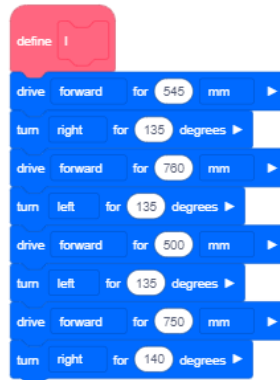 define l
drive forward for 545 mm
turn right for 135 degrees
drive forward for 760 mm
turn left for 135 degrees
drive forward for 500 mm
turn left for 135 degrees
drive forward for 750 mm
turn right for 140 degrees